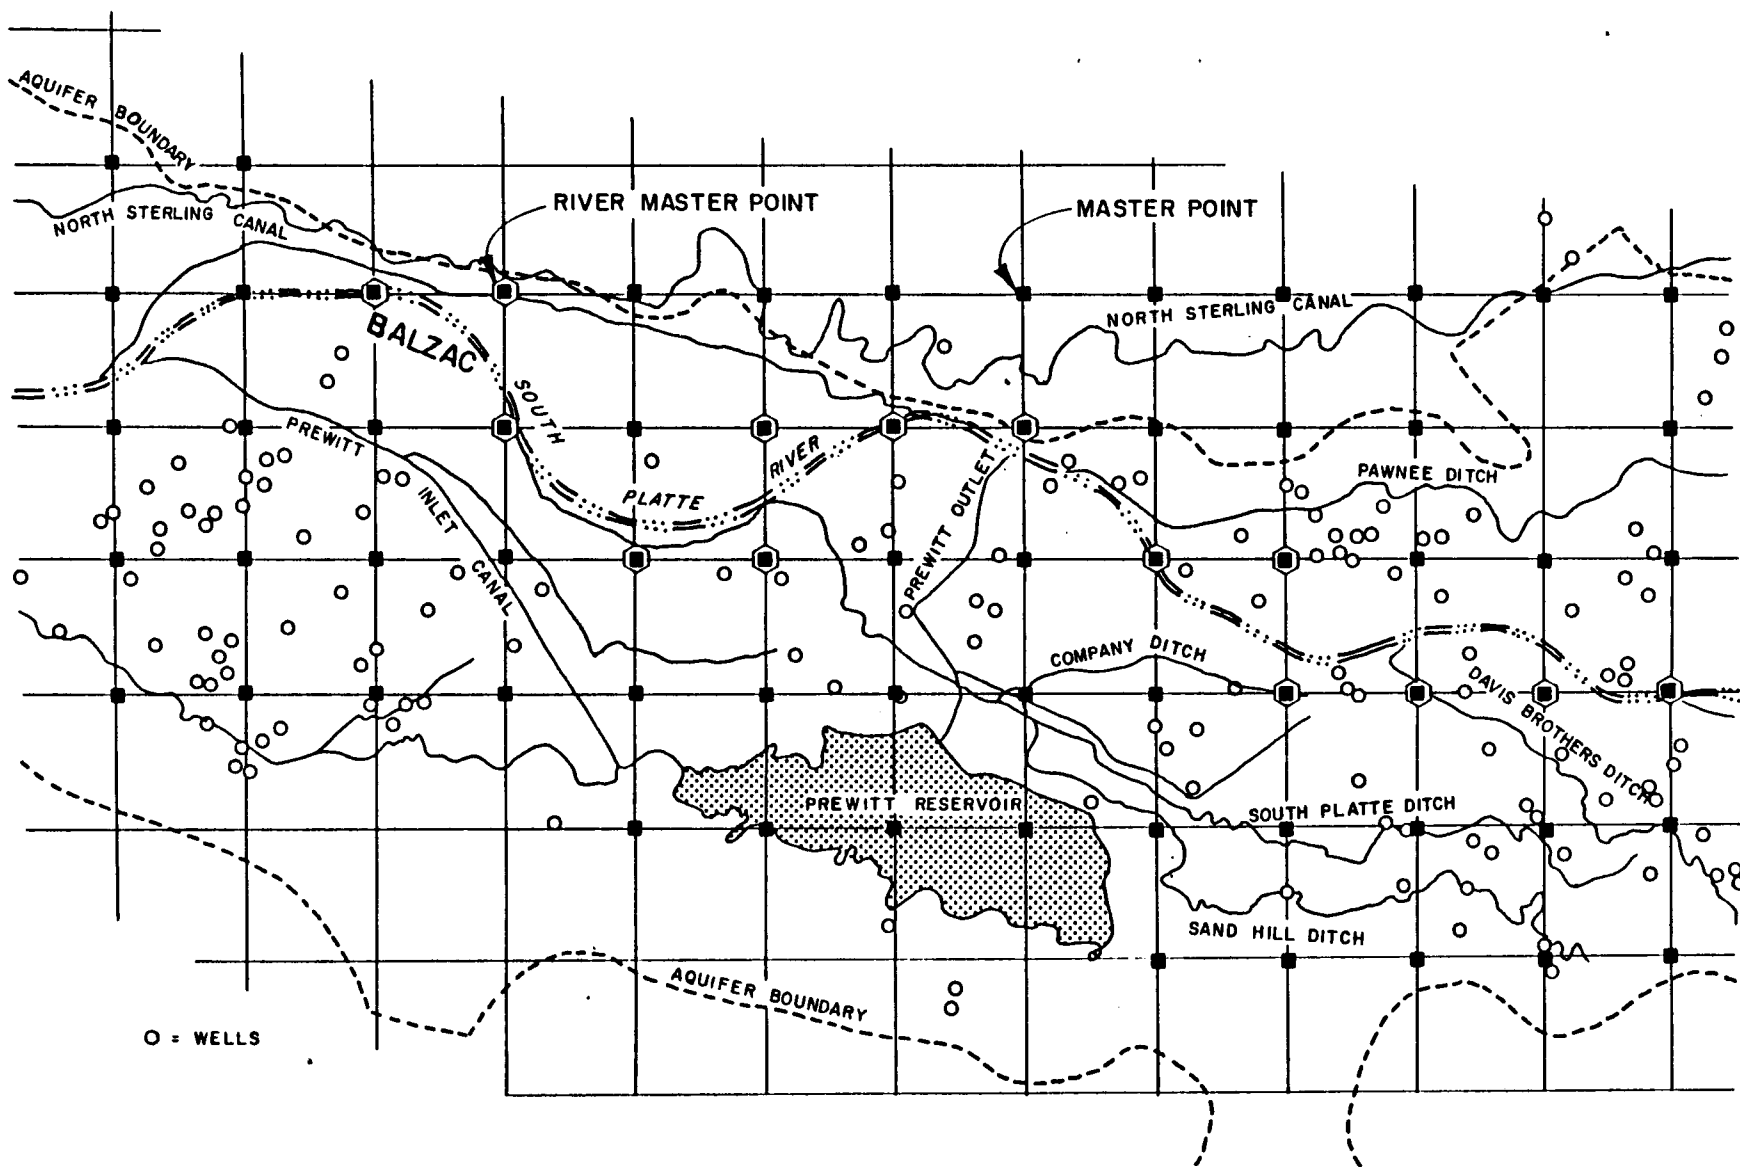 AQUIFER BOUNDARY
RIVER MASTER POINT
MASTER POINT
NORTH STERLING CANAL
NORTH STERLING CANAL
BALZAC
SOUTH
PLATTE
RIVER
PREWITT
INLET
CANAL
PREWITT OUTLET
PAWNEE DITCH
COMPANY DITCH
DAVIS BROTHERS DITCH
PREWITT RESERVOIR
SOUTH PLATTE DITCH
SAND HILL DITCH
AQUIFER BOUNDARY
O = WELLS